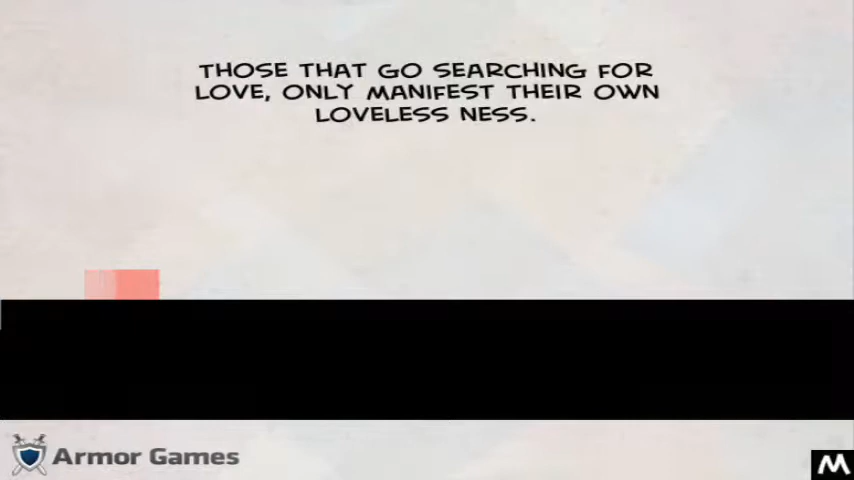 THOSE THAT GO SEARCHING FOR
LOVE, ONLY MANIFEST THEIR OWN
LOVELESS NESS.
Armor Games
M